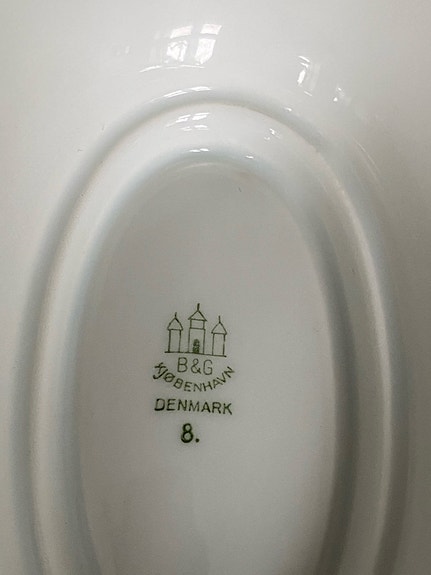 B&G
KJØBENHAVN
DENMARK
8.